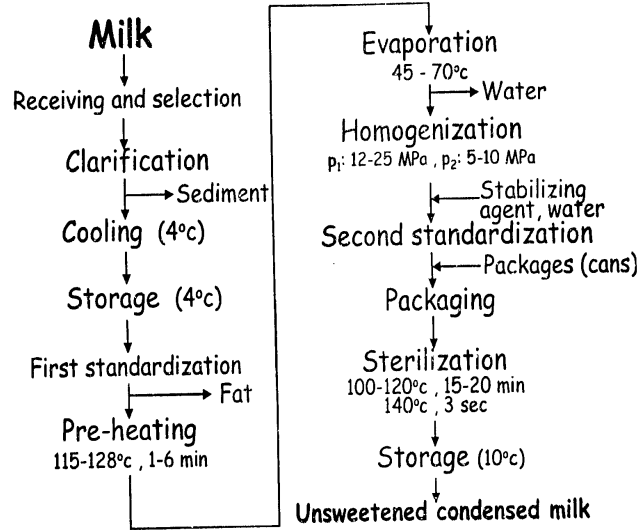 Milk
Receiving and selection
Clarification
Sediment
Cooling (4°c)
Storage (4°c)
First standardization
Fat
Pre-heating
115-128°c , 1-6 min
Evaporation
45 - 70°c
Water
Homogenization
p₁: 12-25 MPa , p₂: 5-10 MPa
Stabilizing
agent, water
Second standardization
Packages (cans)
Packaging
Sterilization
100-120°c , 15-20 min
140°c , 3 sec
Storage (10°c)
Unsweetened condensed milk